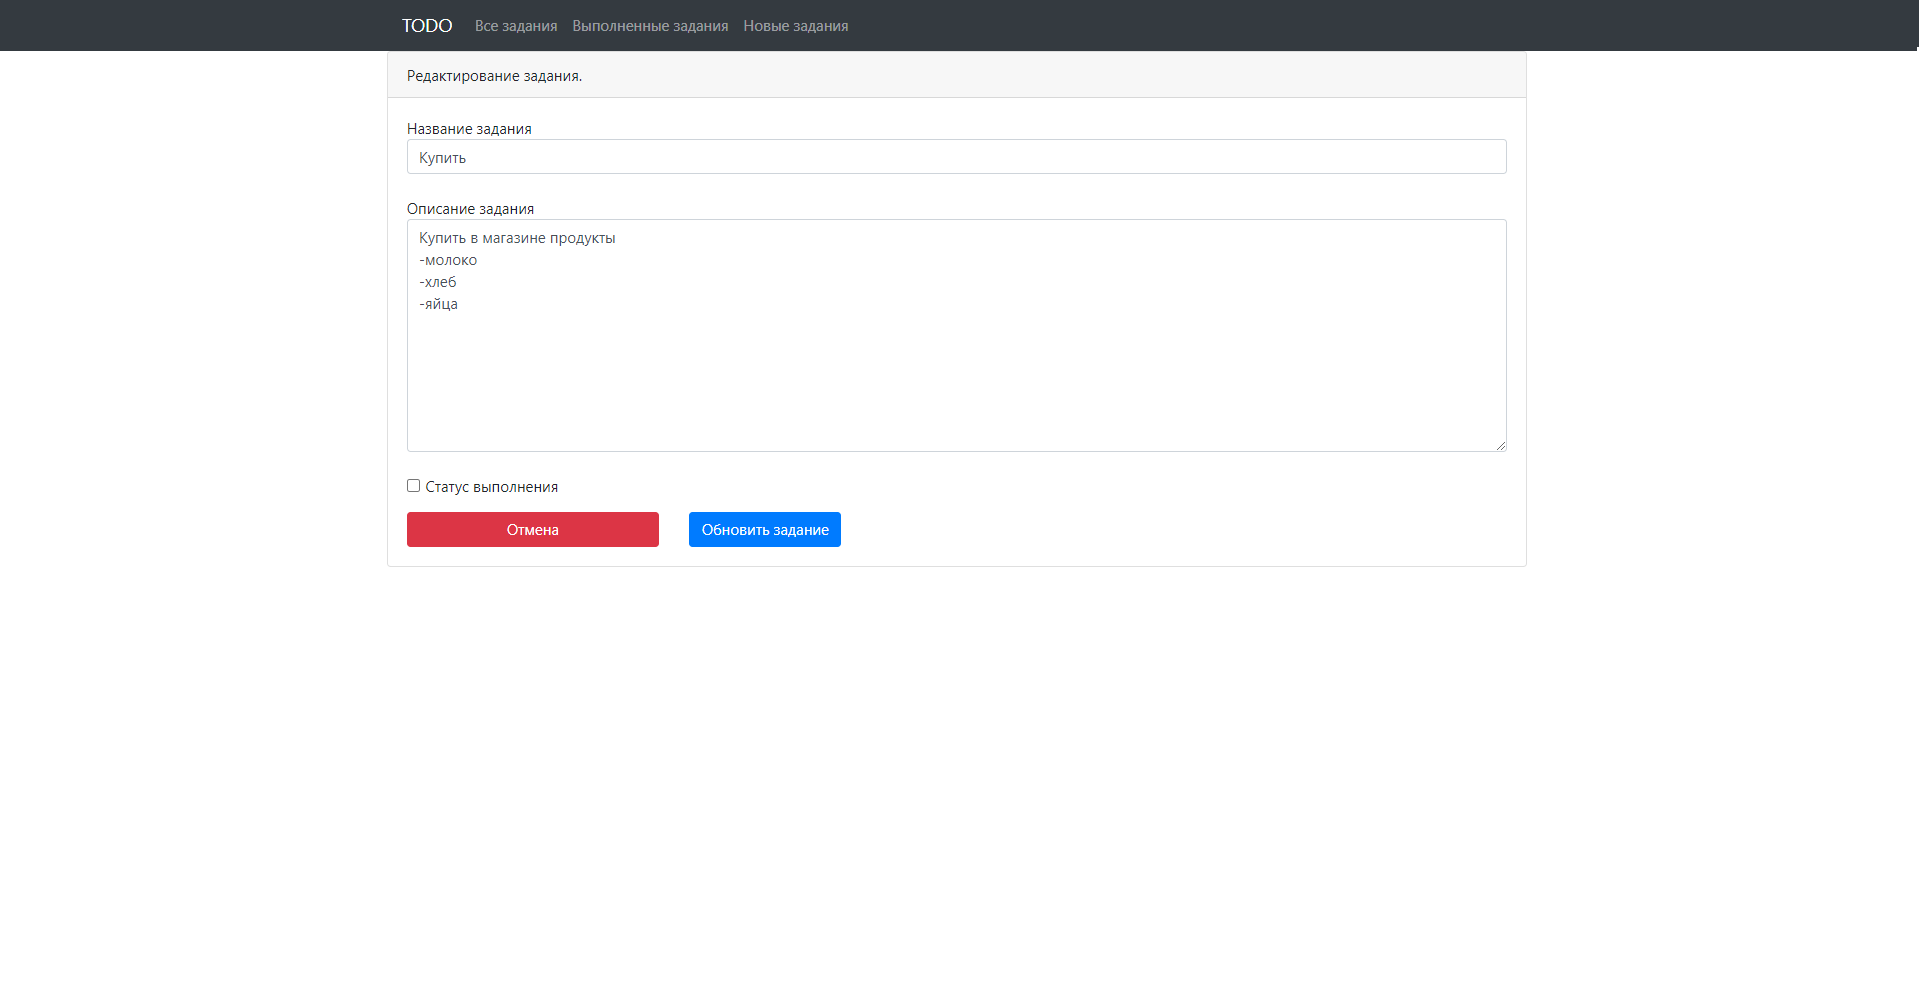 TODO Все задания Выполненные задания Новые задания
Редактирование задания.
Название задания
Купить
Описание задания
Купить в магазине продукты
-молоко
-хлеб
-яйца
Статус выполнения
Отмена Обновить задание